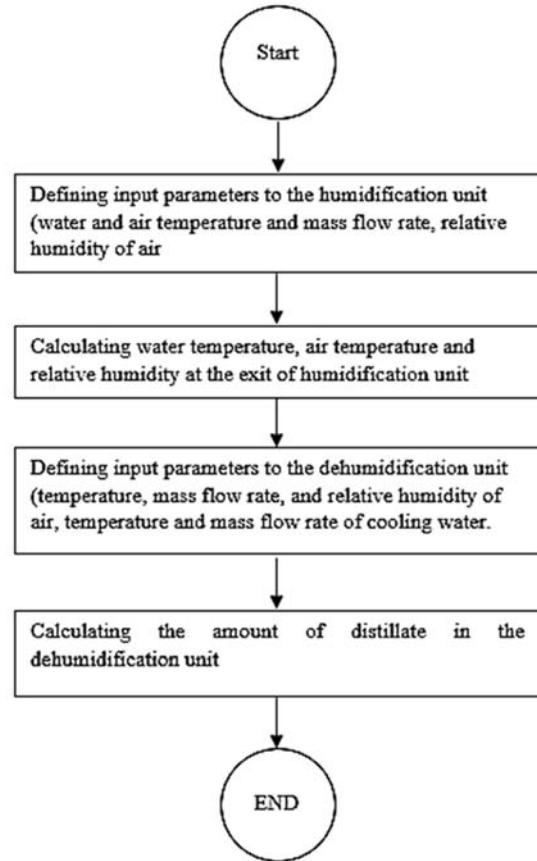 Start
Defining input parameters to the humidification unit
(water and air temperature and mass flow rate, relative
humidity of air
Calculating water temperature, air temperature and
relative humidity at the exit of humidification unit
Defining input parameters to the dehumidification unit
(temperature, mass flow rate, and relative humidity of
air, temperature and mass flow rate of cooling water.
Calculating the amount of distillate in the
dehumidification unit
END